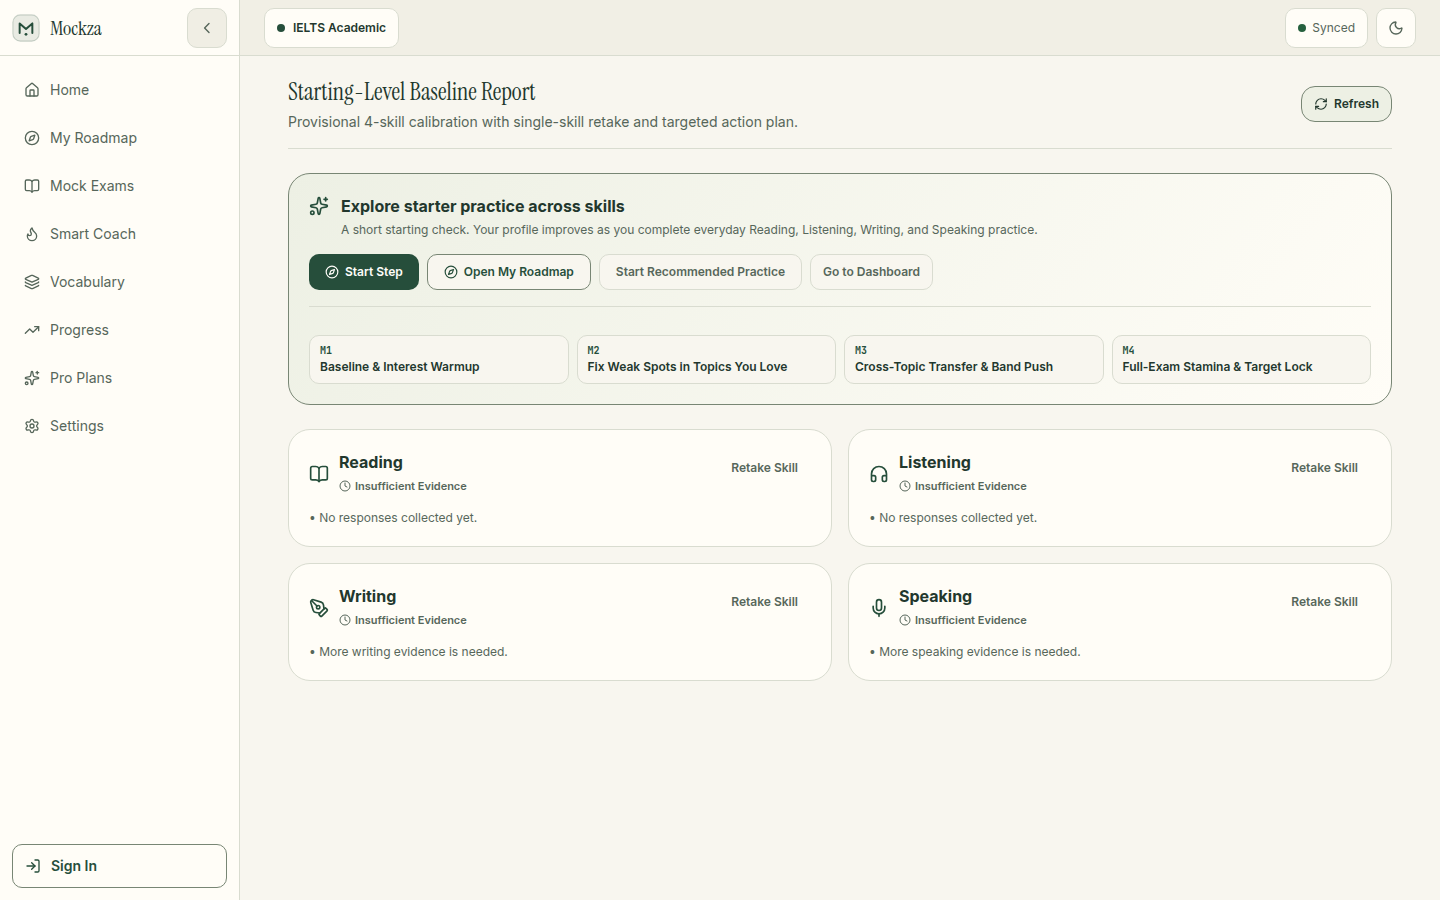 Mockza
IELTS Academic
Synced
Home
My Roadmap
Mock Exams
Smart Coach
Vocabulary
Progress
Pro Plans
Settings
Sign In
Starting-Level Baseline Report
Provisional 4-skill calibration with single-skill retake and targeted action plan.
Refresh
Explore starter practice across skills
A short starting check. Your profile improves as you complete everyday Reading, Listening, Writing, and Speaking practice.
Start Step
Open My Roadmap
Start Recommended Practice
Go to Dashboard
M1
Baseline & Interest Warmup
M2
Fix Weak Spots in Topics You Love
M3
Cross-Topic Transfer & Band Push
M4
Full-Exam Stamina & Target Lock
Reading
Insufficient Evidence
Retake Skill
• No responses collected yet.
Listening
Insufficient Evidence
Retake Skill
• No responses collected yet.
Writing
Insufficient Evidence
Retake Skill
• More writing evidence is needed.
Speaking
Insufficient Evidence
Retake Skill
• More speaking evidence is needed.